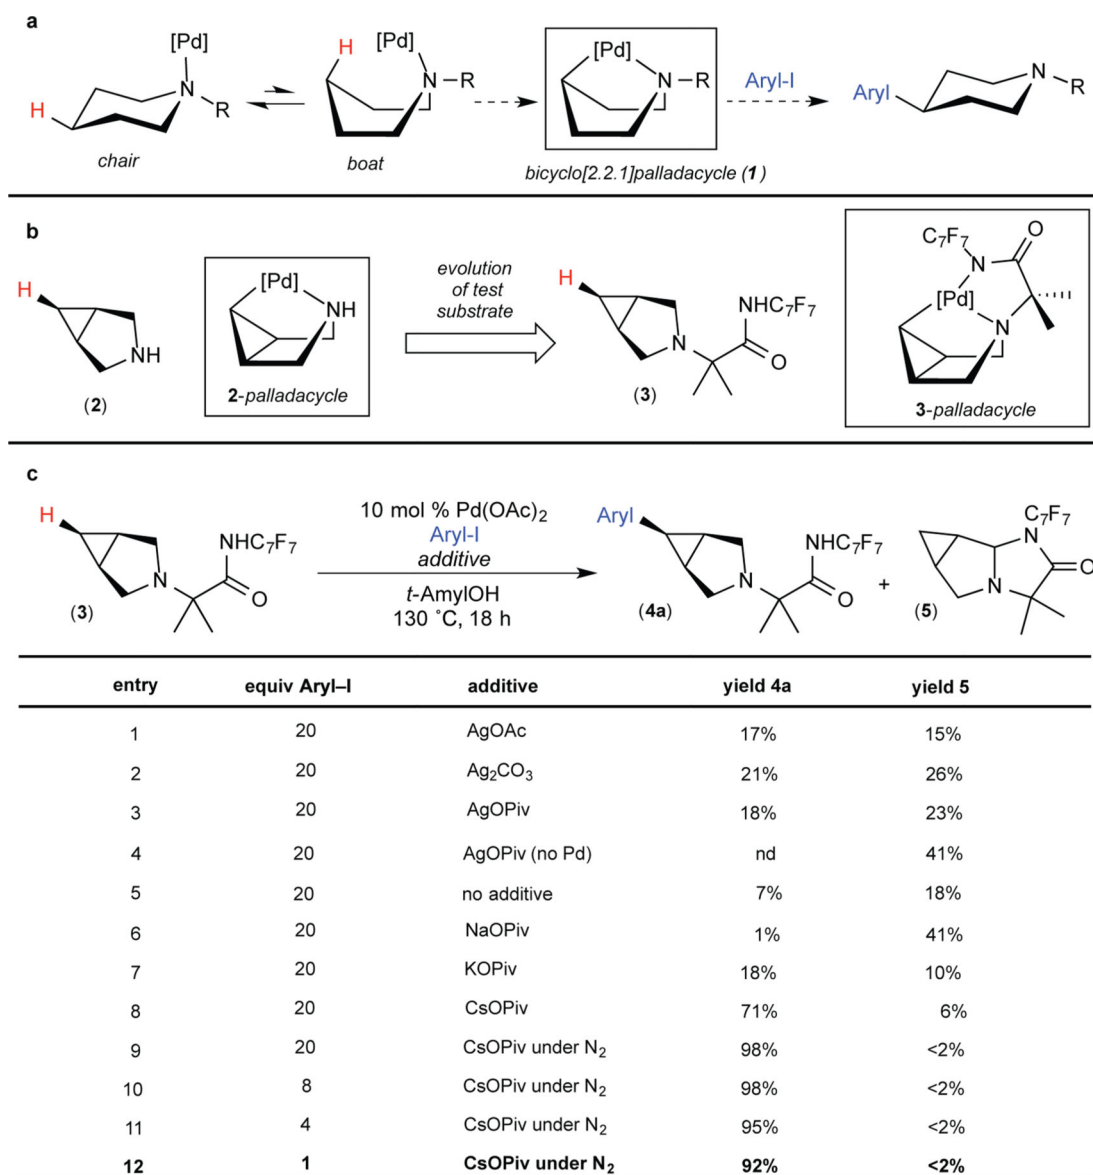 a
H
[Pd]
N
R
chair
H
[Pd]
N
R
boat
[Pd]
N
R
bicyclo[2.2.1]palladacycle (1)
Aryl-I
Aryl
N
R
b
H
NH
(2)
[Pd]
NH
2-palladacycle
evolution
of test
substrate
H
N
NHC₇F₇
O
(3)
C₇F₇
N
O
[Pd]
N
3-palladacycle
c
H
N
NHC₇F₇
O
(3)
10 mol % Pd(OAc)₂
Aryl-I
additive
t-AmylOH
130 ˚C, 18 h
Aryl
N
NHC₇F₇
O
(4a)
+
C₇F₇
N
O
N
(5)
entry equiv Aryl–I additive yield 4a yield 5
1 20 AgOAc 17% 15%
2 20 Ag₂CO₃ 21% 26%
3 20 AgOPiv 18% 23%
4 20 AgOPiv (no Pd) nd 41%
5 20 no additive 7% 18%
6 20 NaOPiv 1% 41%
7 20 KOPiv 18% 10%
8 20 CsOPiv 71% 6%
9 20 CsOPiv under N₂ 98% <2%
10 8 CsOPiv under N₂ 98% <2%
11 4 CsOPiv under N₂ 95% <2%
12 1 CsOPiv under N₂ 92% <2%